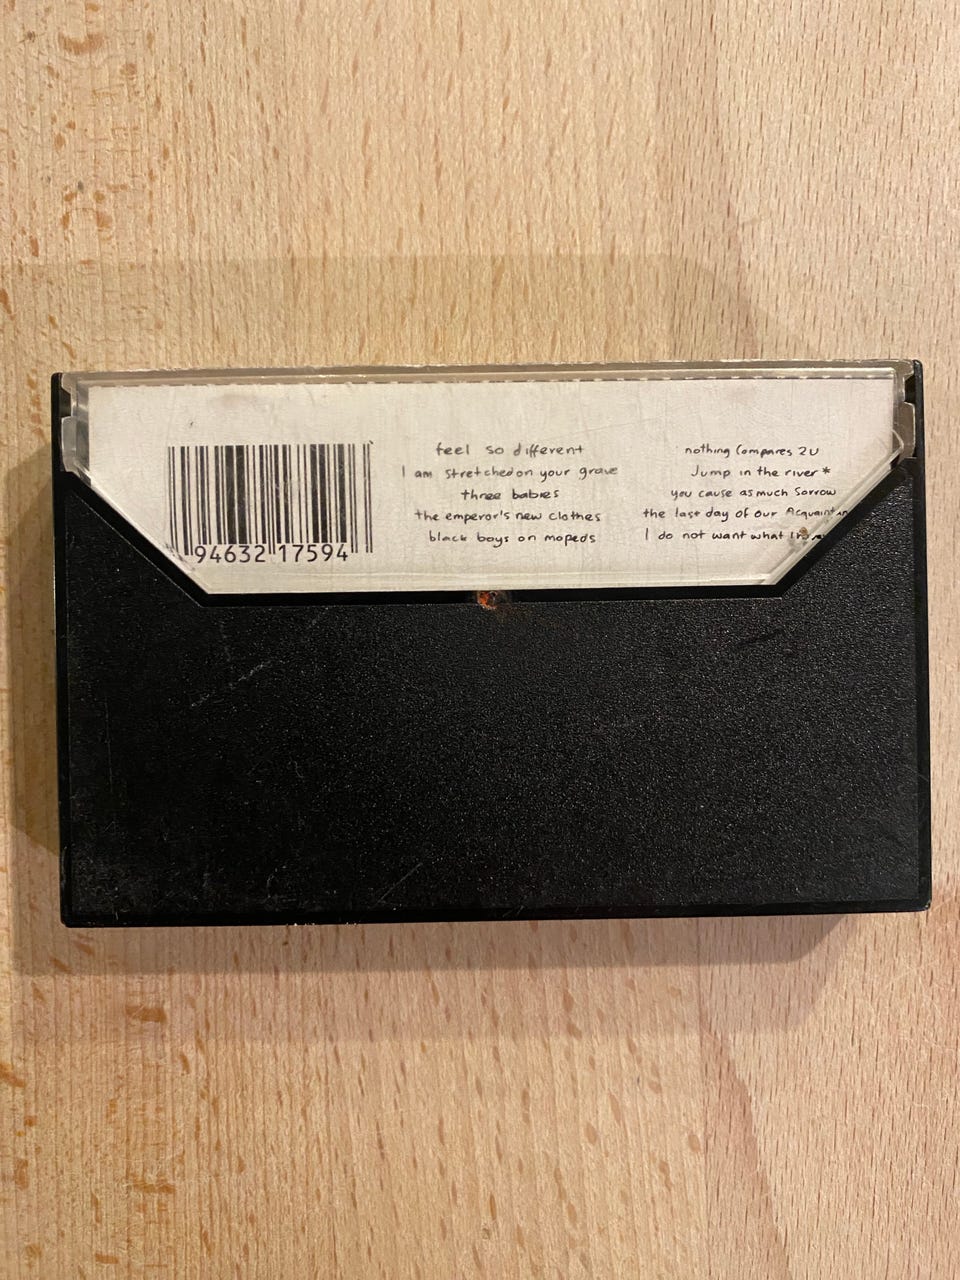 94632 17594
feel so different
I am stretched on your grave
three babies
the emperor's new clothes
black boys on mopeds
nothing Compares 2U
Jump in the river*
you cause as much Sorrow
the last day of our
I do not want what I